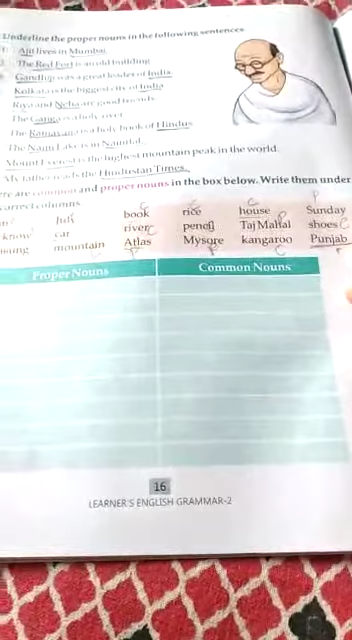 Underline the proper nouns in the following sentences
Ajit lives in Mumbai.
The Red Fort is an old building
Gandhiji was a great leader of India.
Kolkata is the biggest city of India
Riya and Neha are good friends
The Ganga is a holy river
The Ramayana is a holy book of Hindus
The Naini Lake is in Nainital.
Mount Everest is the highest mountain peak in the world.
My father reads the Hindustan Times.
ere are common and proper nouns in the box below. Write them under
correct columns.
July book rice house Sunday
know car river pencil Taj Mahal shoes
mountain Atlas Mysore kangaroo Punjab
Proper Nouns Common Nouns
16
LEARNER'S ENGLISH GRAMMAR-2